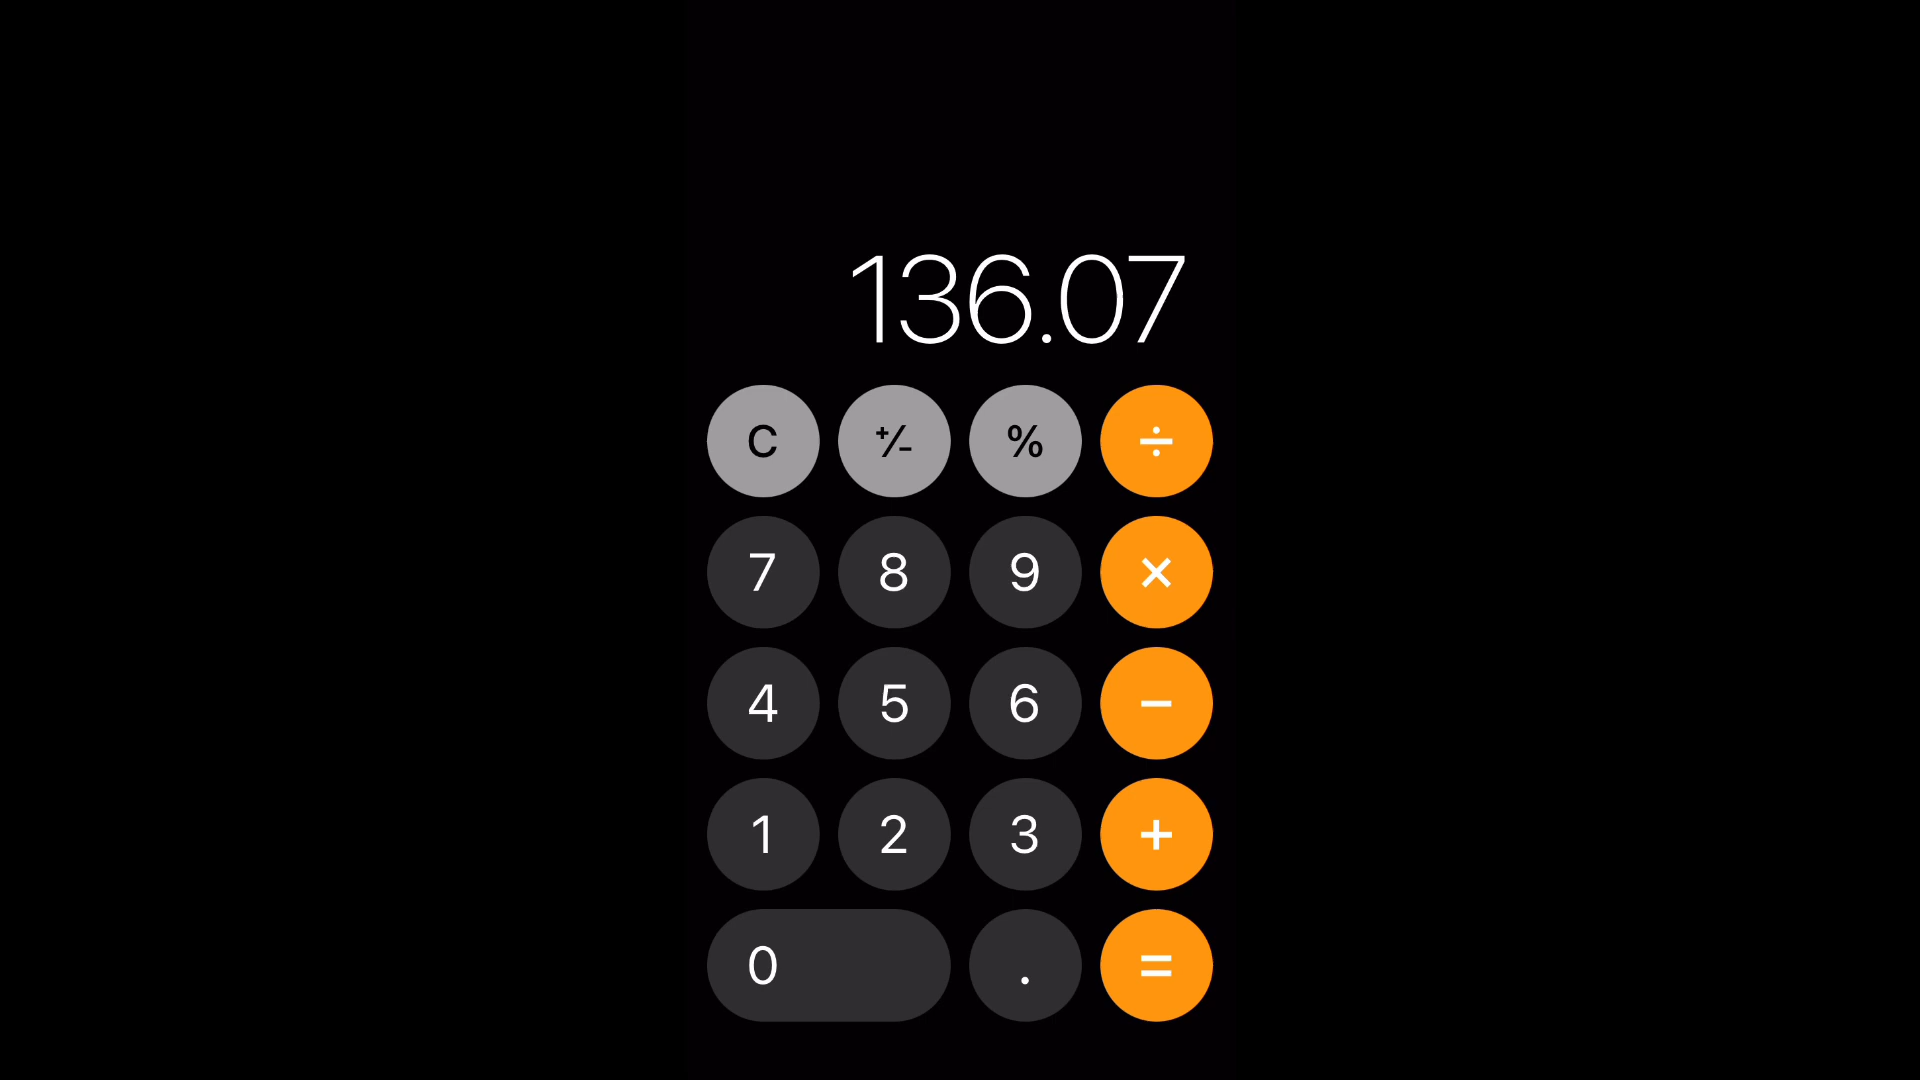 136.07
C ⁺∕₋ % ÷
7 8 9 ×
4 5 6 −
1 2 3 +
0 . =